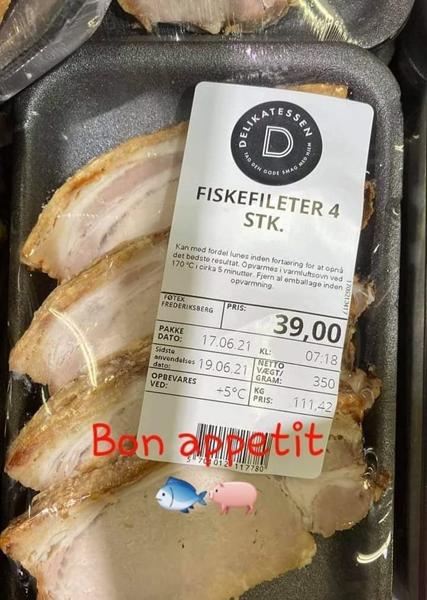 DELIKATESSEN
D
TAG DEN GODE SMAG MED HJEM
FISKEFILETER 4
STK.
Kan med fordel lunes inden fortæring for at opnå
det bedste resultat. Opvarmes i varmluftsovn ved
170°C i cirka 5 minutter. Fjern al emballage inden
opvarmning.
FØTEX
FREDERIKSBERG
PRIS:
39,00
PAKKE
DATO:
17.06.21
KL:
07:18
Sidste
anvendelses
dato:
19.06.21
NETTO
VÆGT/
GRAM:
350
OPBEVARES
VED:
+5°C
KG
PRIS:
111,42
Bon appetit
🐟🐖